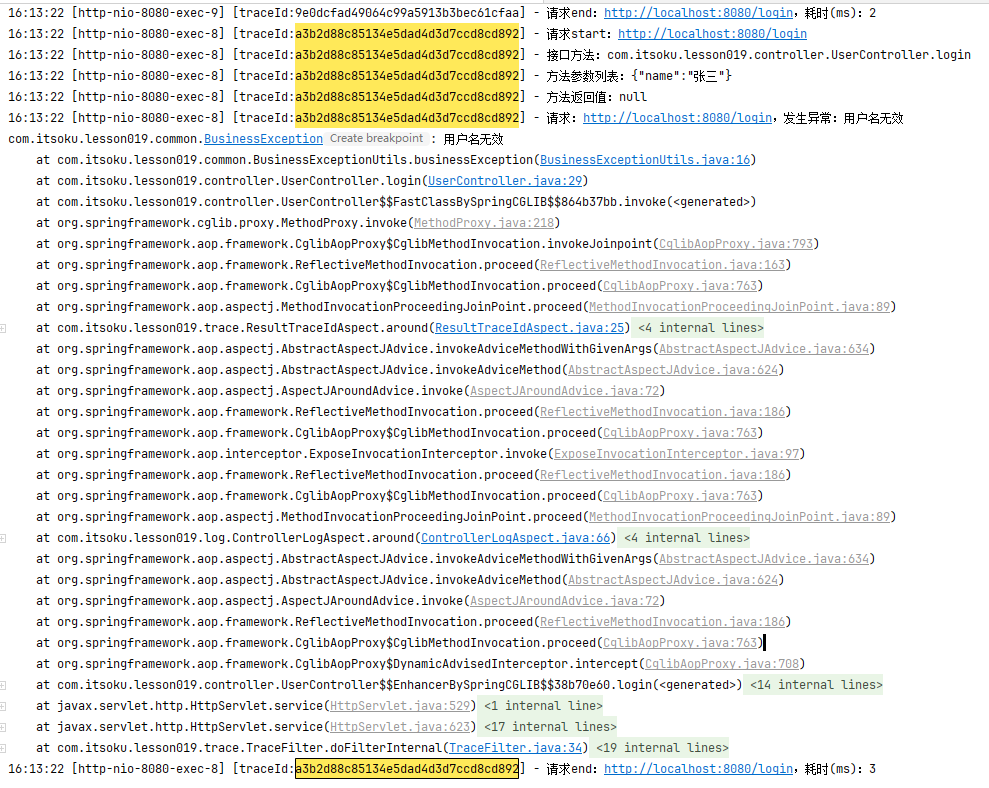 16:13:22 [http-nio-8080-exec-9] [traceId:9e0dcfad49064c99a5913b3bec61cfaa] - 请求end：http://localhost:8080/login，耗时(ms)：2
16:13:22 [http-nio-8080-exec-8] [traceId:a3b2d88c85134e5dad4d3d7ccd8cd892] - 请求start：http://localhost:8080/login
16:13:22 [http-nio-8080-exec-8] [traceId:a3b2d88c85134e5dad4d3d7ccd8cd892] - 接口方法：com.itsoku.lesson019.controller.UserController.login
16:13:22 [http-nio-8080-exec-8] [traceId:a3b2d88c85134e5dad4d3d7ccd8cd892] - 方法参数列表：{"name":"张三"}
16:13:22 [http-nio-8080-exec-8] [traceId:a3b2d88c85134e5dad4d3d7ccd8cd892] - 方法返回值：null
16:13:22 [http-nio-8080-exec-8] [traceId:a3b2d88c85134e5dad4d3d7ccd8cd892] - 请求：http://localhost:8080/login，发生异常：用户名无效
com.itsoku.lesson019.common.BusinessException Create breakpoint : 用户名无效
at com.itsoku.lesson019.common.BusinessExceptionUtils.businessException(BusinessExceptionUtils.java:16)
at com.itsoku.lesson019.controller.UserController.login(UserController.java:29)
at com.itsoku.lesson019.controller.UserController$$FastClassBySpringCGLIB$$864b37bb.invoke(<generated>)
at org.springframework.cglib.proxy.MethodProxy.invoke(MethodProxy.java:218)
at org.springframework.aop.framework.CglibAopProxy$CglibMethodInvocation.invokeJoinpoint(CglibAopProxy.java:793)
at org.springframework.aop.framework.ReflectiveMethodInvocation.proceed(ReflectiveMethodInvocation.java:163)
at org.springframework.aop.framework.CglibAopProxy$CglibMethodInvocation.proceed(CglibAopProxy.java:763)
at org.springframework.aop.aspectj.MethodInvocationProceedingJoinPoint.proceed(MethodInvocationProceedingJoinPoint.java:89)
at com.itsoku.lesson019.trace.ResultTraceIdAspect.around(ResultTraceIdAspect.java:25) <4 internal lines>
at org.springframework.aop.aspectj.AbstractAspectJAdvice.invokeAdviceMethodWithGivenArgs(AbstractAspectJAdvice.java:634)
at org.springframework.aop.aspectj.AbstractAspectJAdvice.invokeAdviceMethod(AbstractAspectJAdvice.java:624)
at org.springframework.aop.aspectj.AspectJAroundAdvice.invoke(AspectJAroundAdvice.java:72)
at org.springframework.aop.framework.ReflectiveMethodInvocation.proceed(ReflectiveMethodInvocation.java:186)
at org.springframework.aop.framework.CglibAopProxy$CglibMethodInvocation.proceed(CglibAopProxy.java:763)
at org.springframework.aop.interceptor.ExposeInvocationInterceptor.invoke(ExposeInvocationInterceptor.java:97)
at org.springframework.aop.framework.ReflectiveMethodInvocation.proceed(ReflectiveMethodInvocation.java:186)
at org.springframework.aop.framework.CglibAopProxy$CglibMethodInvocation.proceed(CglibAopProxy.java:763)
at org.springframework.aop.aspectj.MethodInvocationProceedingJoinPoint.proceed(MethodInvocationProceedingJoinPoint.java:89)
at com.itsoku.lesson019.log.ControllerLogAspect.around(ControllerLogAspect.java:66) <4 internal lines>
at org.springframework.aop.aspectj.AbstractAspectJAdvice.invokeAdviceMethodWithGivenArgs(AbstractAspectJAdvice.java:634)
at org.springframework.aop.aspectj.AbstractAspectJAdvice.invokeAdviceMethod(AbstractAspectJAdvice.java:624)
at org.springframework.aop.aspectj.AspectJAroundAdvice.invoke(AspectJAroundAdvice.java:72)
at org.springframework.aop.framework.ReflectiveMethodInvocation.proceed(ReflectiveMethodInvocation.java:186)
at org.springframework.aop.framework.CglibAopProxy$CglibMethodInvocation.proceed(CglibAopProxy.java:763)
at org.springframework.aop.framework.CglibAopProxy$DynamicAdvisedInterceptor.intercept(CglibAopProxy.java:708)
at com.itsoku.lesson019.controller.UserController$$EnhancerBySpringCGLIB$$38b70e60.login(<generated>) <14 internal lines>
at javax.servlet.http.HttpServlet.service(HttpServlet.java:529) <1 internal line>
at javax.servlet.http.HttpServlet.service(HttpServlet.java:623) <17 internal lines>
at com.itsoku.lesson019.trace.TraceFilter.doFilterInternal(TraceFilter.java:34) <19 internal lines>
16:13:22 [http-nio-8080-exec-8] [traceId:a3b2d88c85134e5dad4d3d7ccd8cd892] - 请求end：http://localhost:8080/login，耗时(ms)：3